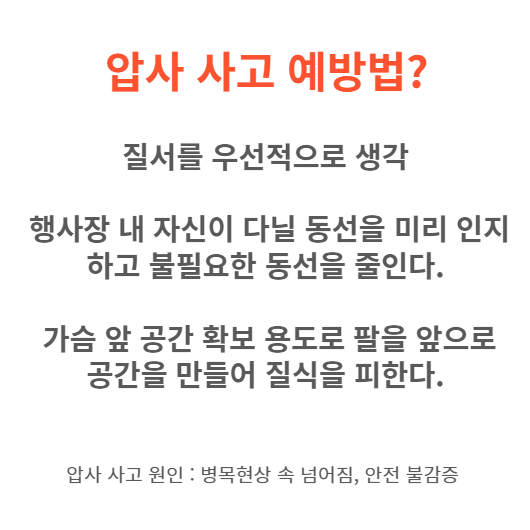 압사 사고 예방법?
질서를 우선적으로 생각
행사장 내 자신이 다닐 동선을 미리 인지
하고 불필요한 동선을 줄인다.
가슴 앞 공간 확보 용도로 팔을 앞으로
공간을 만들어 질식을 피한다.
압사 사고 원인 : 병목현상 속 넘어짐, 안전 불감증